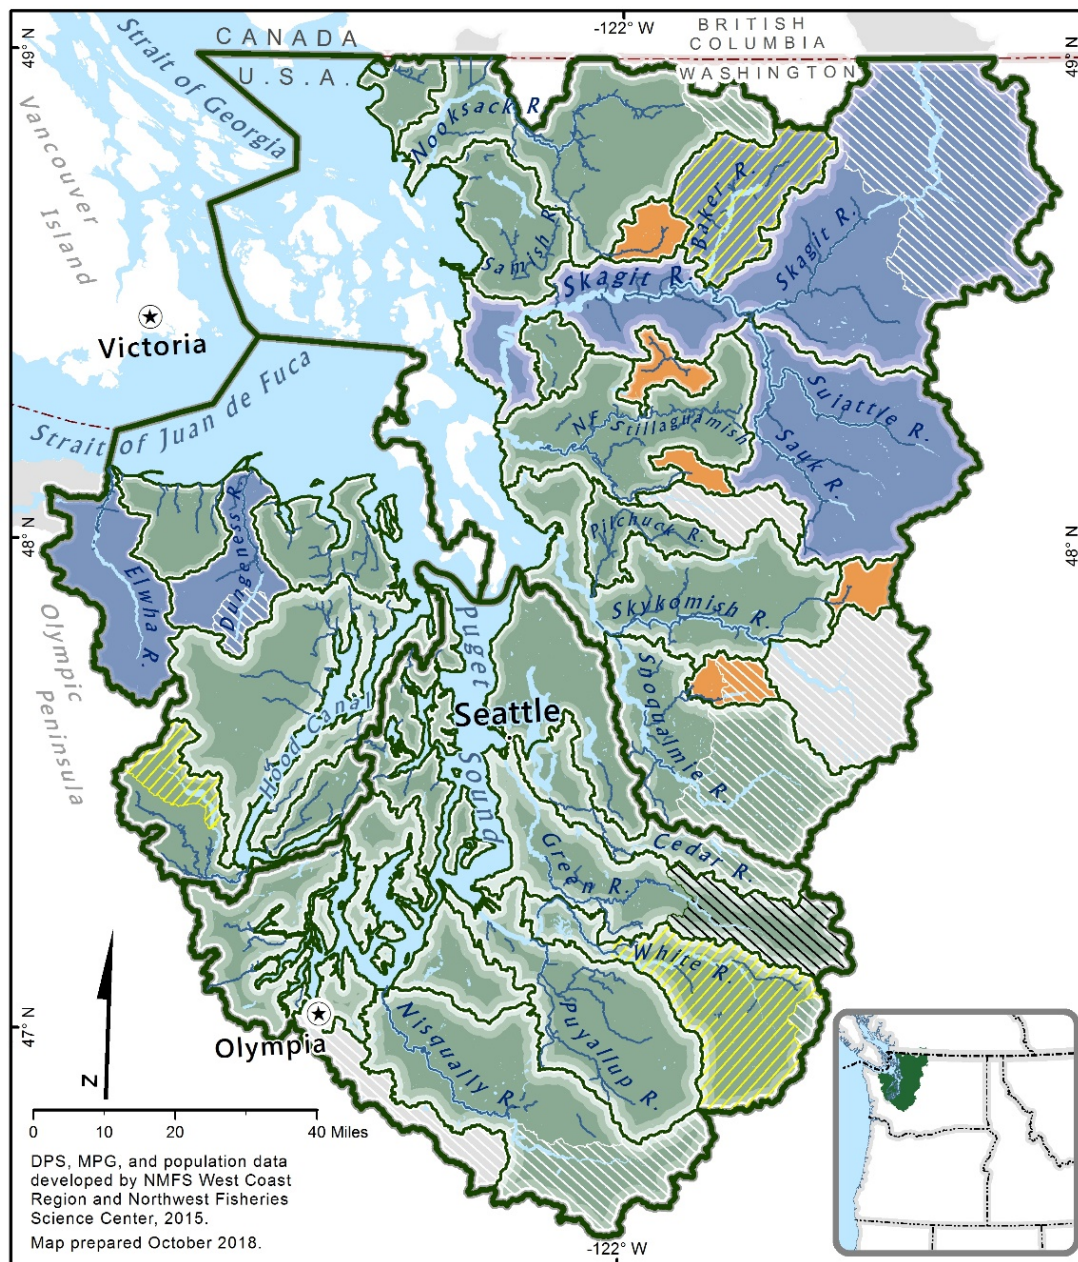 CANADA
U.S.A.
-122° W
BRITISH
COLUMBIA
WASHINGTON
49° N
49° N
Strait of Georgia
Vancouver
Island
Nooksack R.
Samish R.
Baker R.
Skagit R.
Skagit R.
Victoria
Strait of Juan de Fuca
NF Stillaguamish
Suiattle R.
Sauk R.
48° N
48° N
Pilchuck R.
Elwha R.
Dungeness R.
Skykomish R.
Olympic
Peninsula
Puget Sound
Hood Canal
Seattle
Snoqualmie R.
Cedar R.
Green R.
White R.
47° N
Olympia
Nisqually R.
Puyallup R.
N
0 10 20 40 Miles
DPS, MPG, and population data
developed by NMFS West Coast
Region and Northwest Fisheries
Science Center, 2015.
Map prepared October 2018.
-122° W